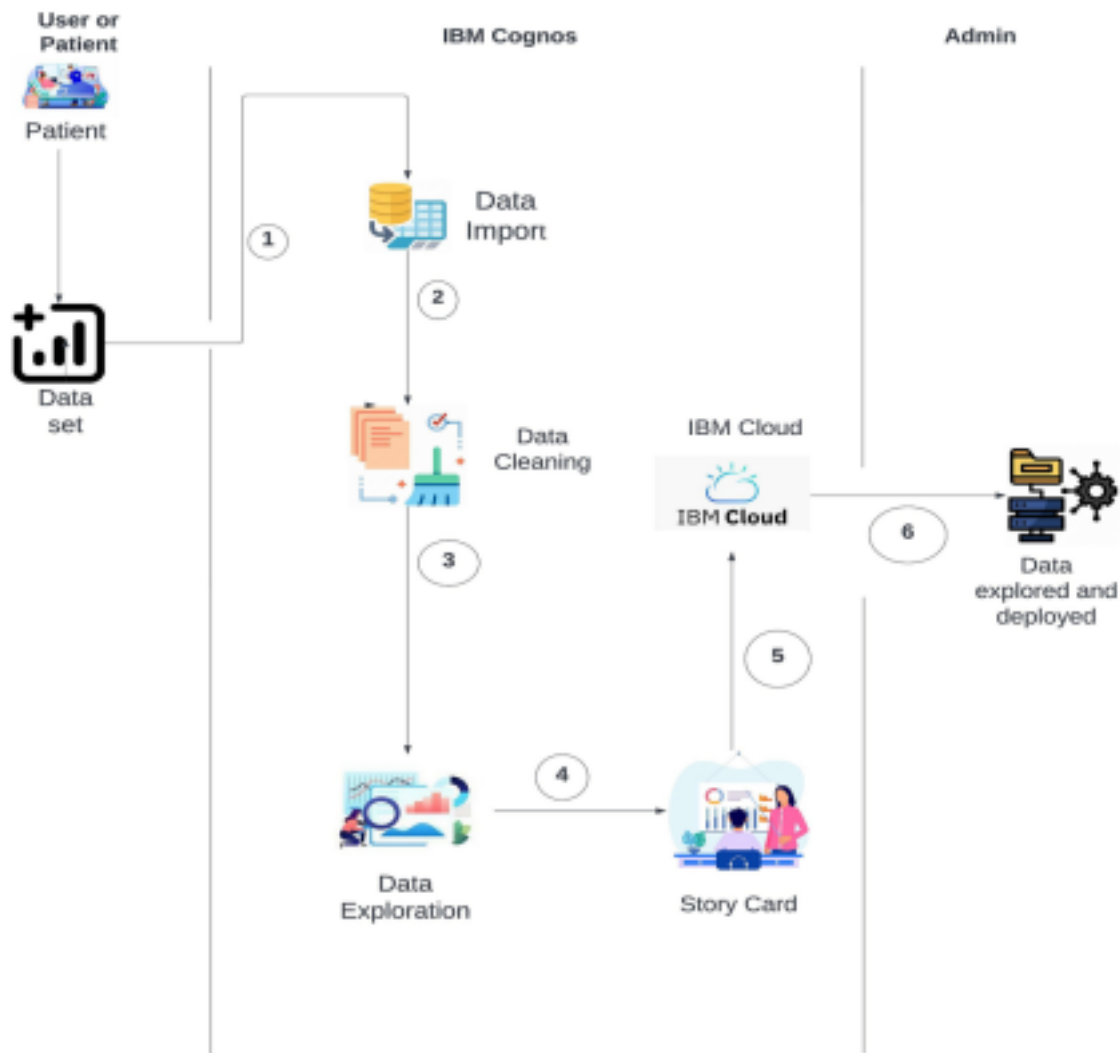 User or
Patient
IBM Cognos
Admin
Patient
Data
Import
1
2
Data
set
Data
Cleaning
IBM Cloud
IBM Cloud
3
6
Data
explored and
deployed
5
4
Data
Exploration
Story Card